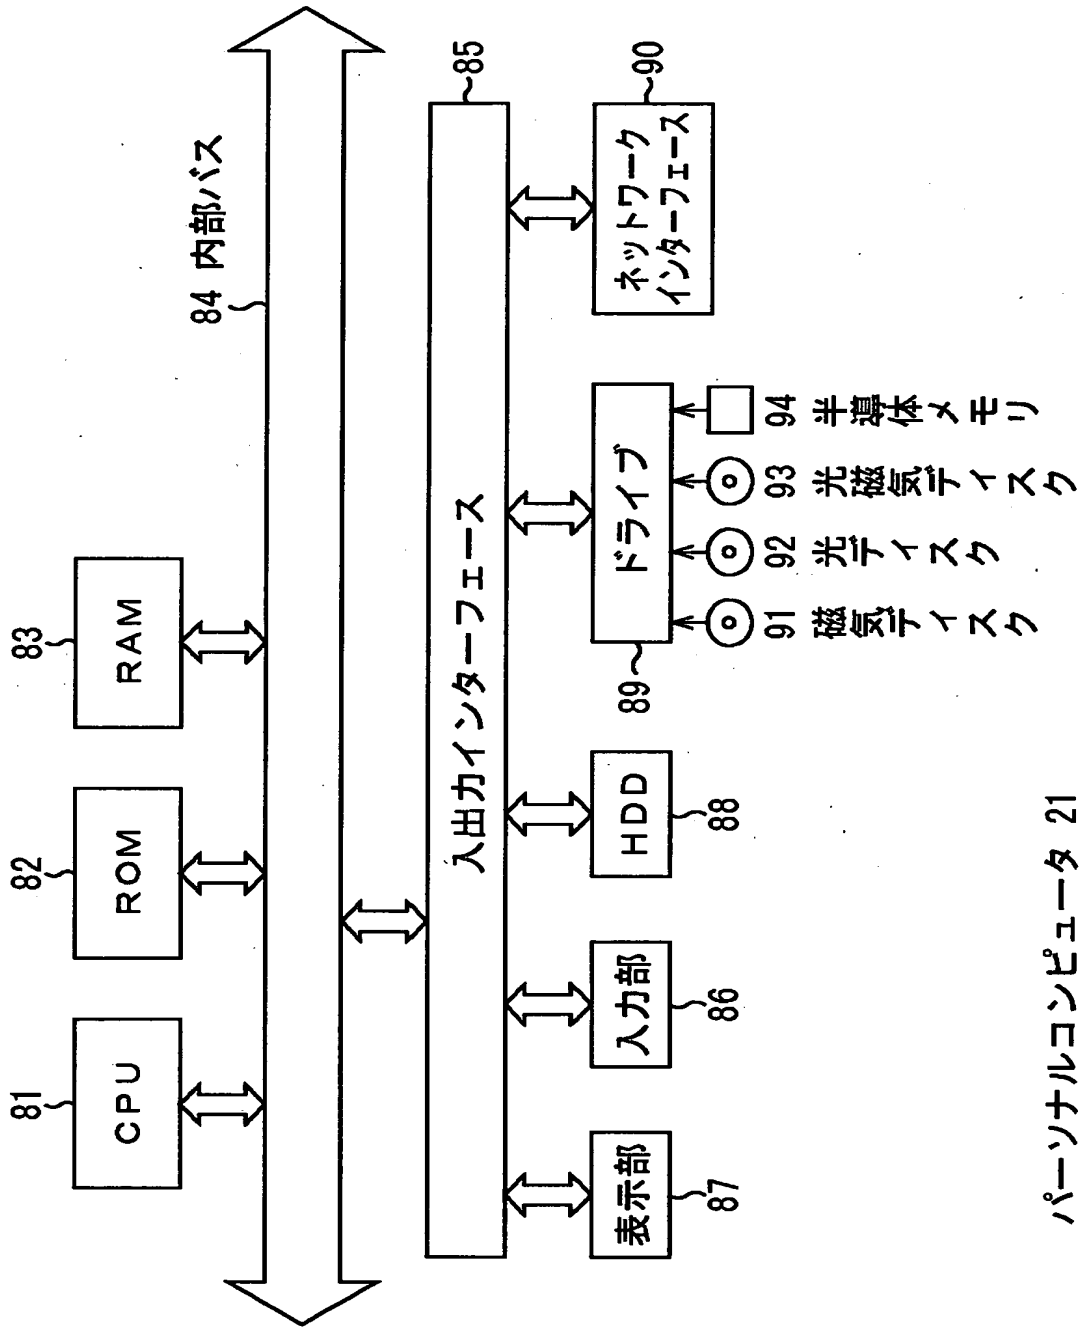 81
CPU
82
ROM
83
RAM
84 内部バス
入出力インターフェース
85
表示部
87
入力部
86
HDD
88
ドライブ
89
ネットワーク
インターフェース
90
91 磁気ディスク
92 光ディスク
93 光磁気ディスク
94 半導体メモリ
パーソナルコンピュータ 21